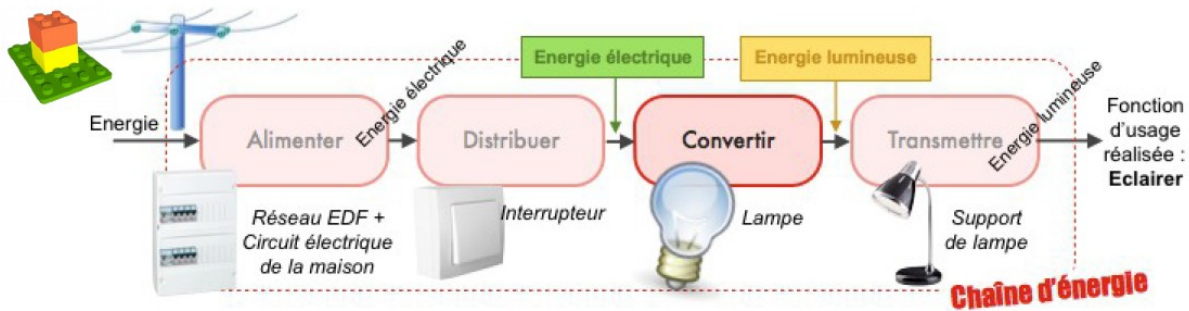 Energie électrique
Energie lumineuse
Energie
Alimenter
Energie électrique
Distribuer
Convertir
Transmettre
Energie lumineuse
Fonction
d'usage
réalisée :
Eclairer
Réseau EDF +
Circuit électrique
de la maison
Interrupteur
Lampe
Support
de lampe
Chaîne d'énergie